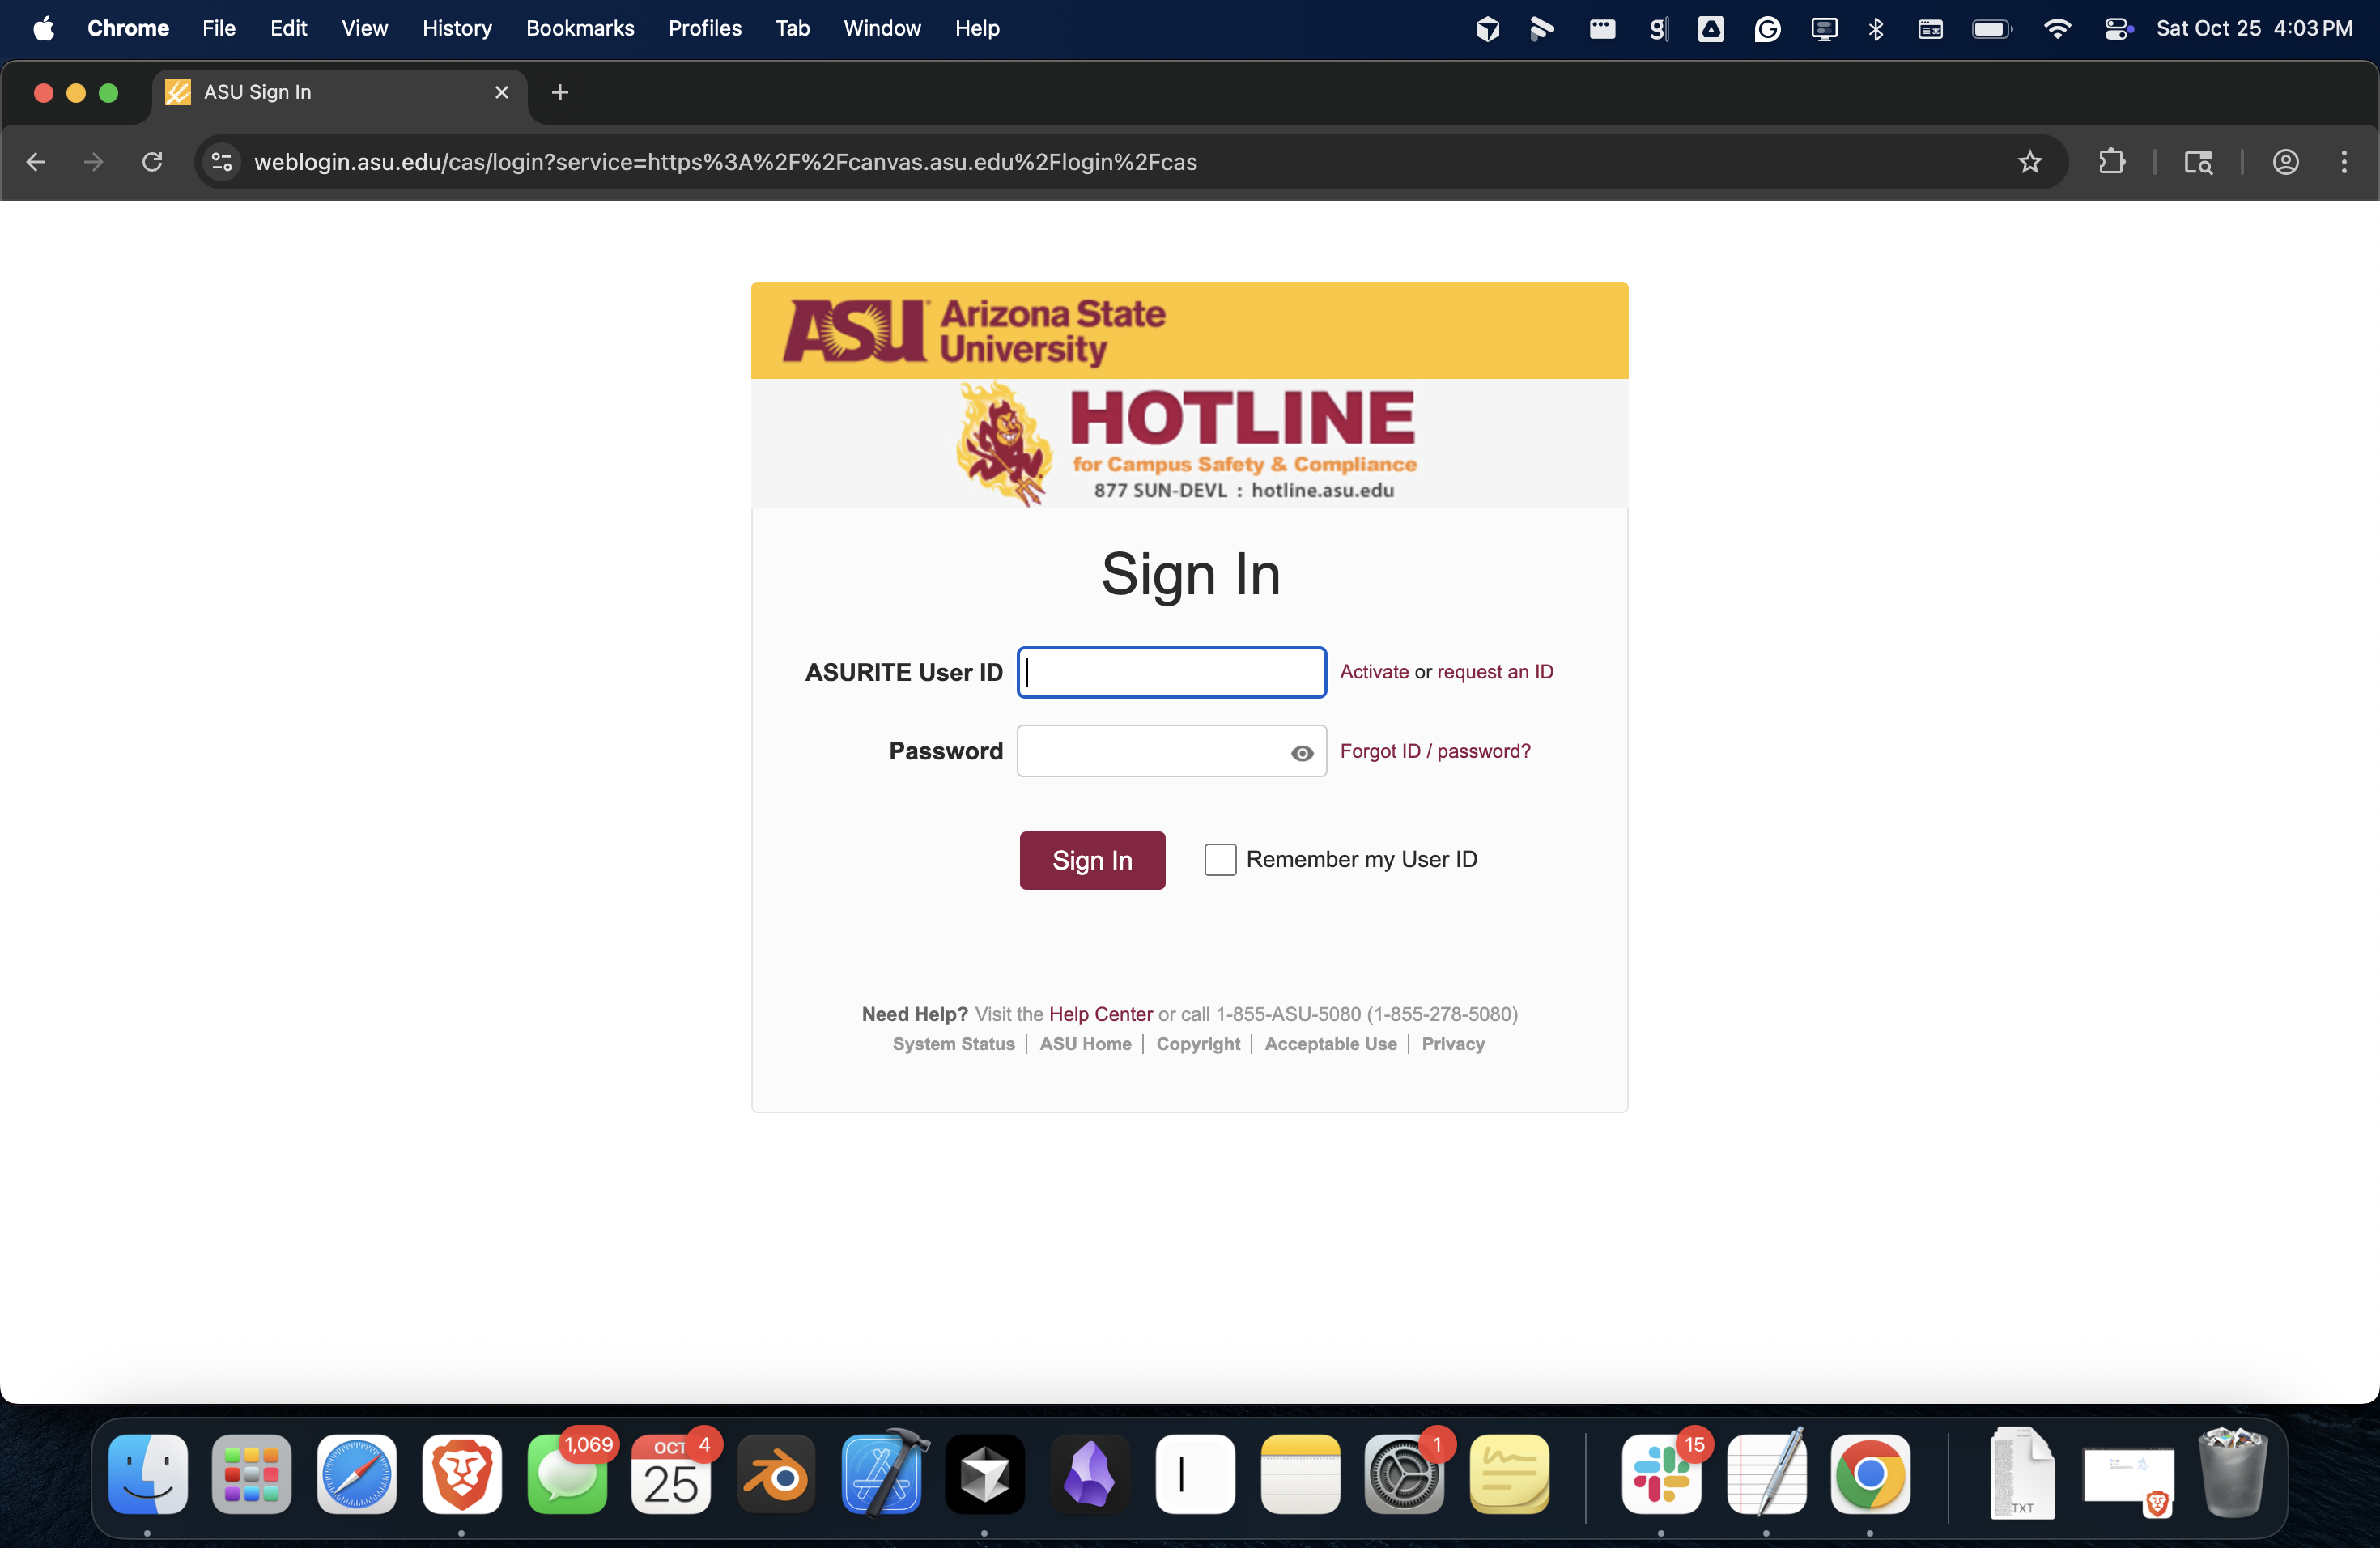 Chrome File Edit View History Bookmarks Profiles Tab Window Help Sat Oct 25 4:03 PM
ASU Sign In
weblogin.asu.edu/cas/login?service=https%3A%2F%2Fcanvas.asu.edu%2Flogin%2Fcas
ASU Arizona State
University
HOTLINE
for Campus Safety & Compliance
877 SUN-DEVL : hotline.asu.edu
Sign In
ASURITE User ID Activate or request an ID
Password Forgot ID / password?
Sign In Remember my User ID
Need Help? Visit the Help Center or call 1-855-ASU-5080 (1-855-278-5080)
System Status | ASU Home | Copyright | Acceptable Use | Privacy
1,069 OCT 4 1 15
25
TXT